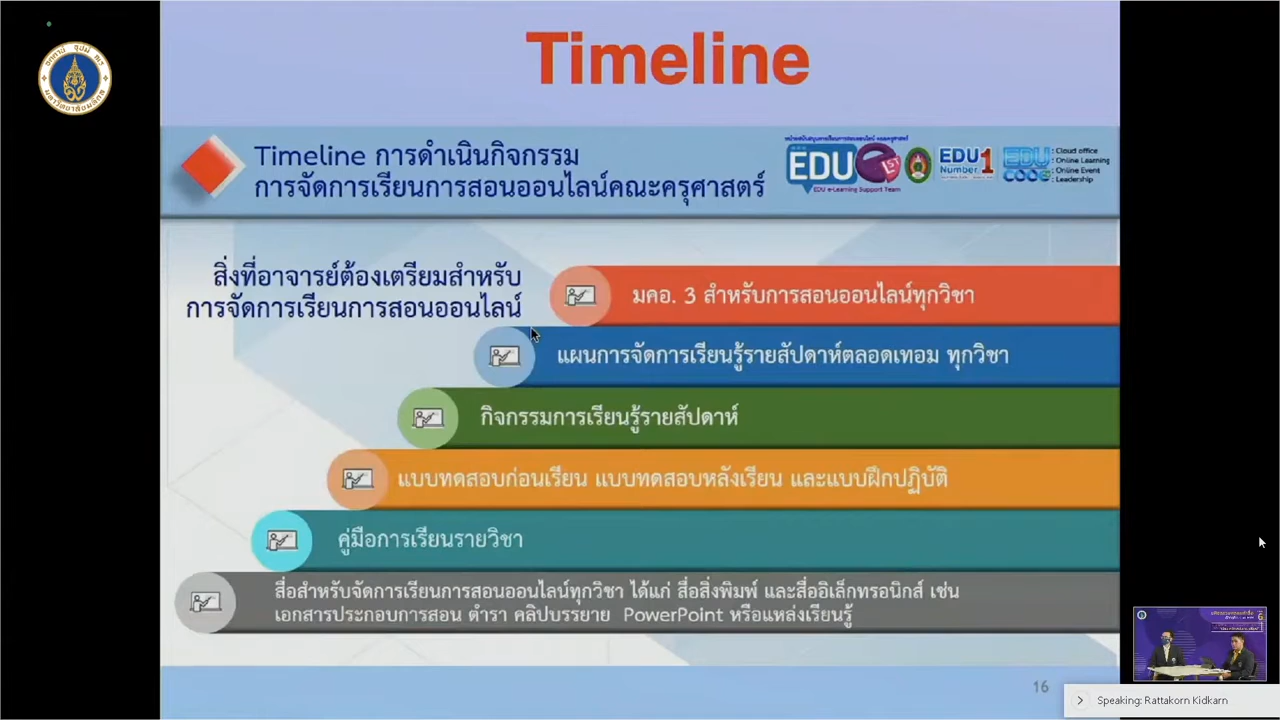 Timeline
Timeline การดำเนินกิจกรรม
การจัดการเรียนการสอนออนไลน์คณะครุศาสตร์
EDU
EDU e-Learning Support Team
EDU 1
Number
EDU
: Cloud office
: Online Learning
: Online Event
: Leadership
สิ่งที่อาจารย์ต้องเตรียมสำหรับ
การจัดการเรียนการสอนออนไลน์
มคอ. 3 สำหรับการสอนออนไลน์ทุกวิชา
แผนการจัดการเรียนรู้รายสัปดาห์ตลอดเทอม ทุกวิชา
กิจกรรมการเรียนรู้รายสัปดาห์
แบบทดสอบก่อนเรียน แบบทดสอบหลังเรียน และแบบฝึกปฏิบัติ
คู่มือการเรียนรายวิชา
สื่อสำหรับจัดการเรียนการสอนออนไลน์ทุกวิชา ได้แก่ สื่อสิ่งพิมพ์ และสื่ออิเล็กทรอนิกส์ เช่น
เอกสารประกอบการสอน ตำรา คลิปบรรยาย PowerPoint หรือแหล่งเรียนรู้
16
Speaking: Rattakorn Kidkarn